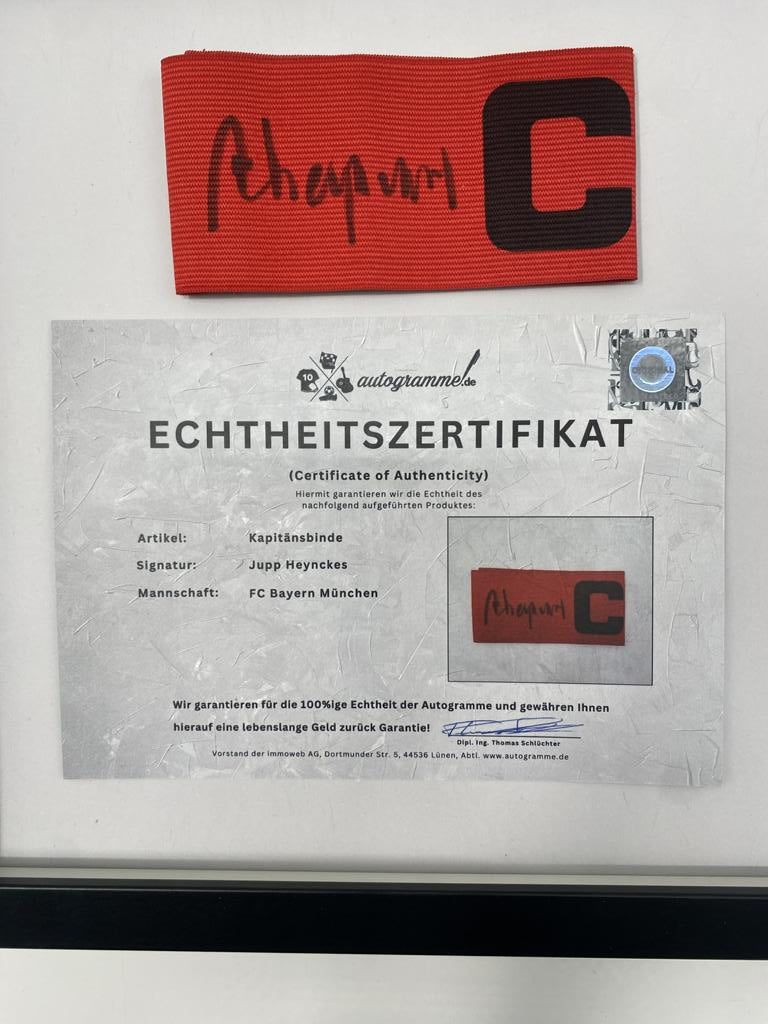 C
10
autogramme!.de
ORIGINAL
ECHTHEITSZERTIFIKAT
(Certificate of Authenticity)
Hiermit garantieren wir die Echtheit des
nachfolgend aufgeführten Produktes:
Artikel: Kapitänsbinde
Signatur: Jupp Heynckes
Mannschaft: FC Bayern München
C
Wir garantieren für die 100%ige Echtheit der Autogramme und gewähren Ihnen
hierauf eine lebenslange Geld zurück Garantie!
Dipl. Ing. Thomas Schlüchter
Vorstand der immoweb AG, Dortmunder Str. 5, 44536 Lünen, Abtl. www.autogramme.de